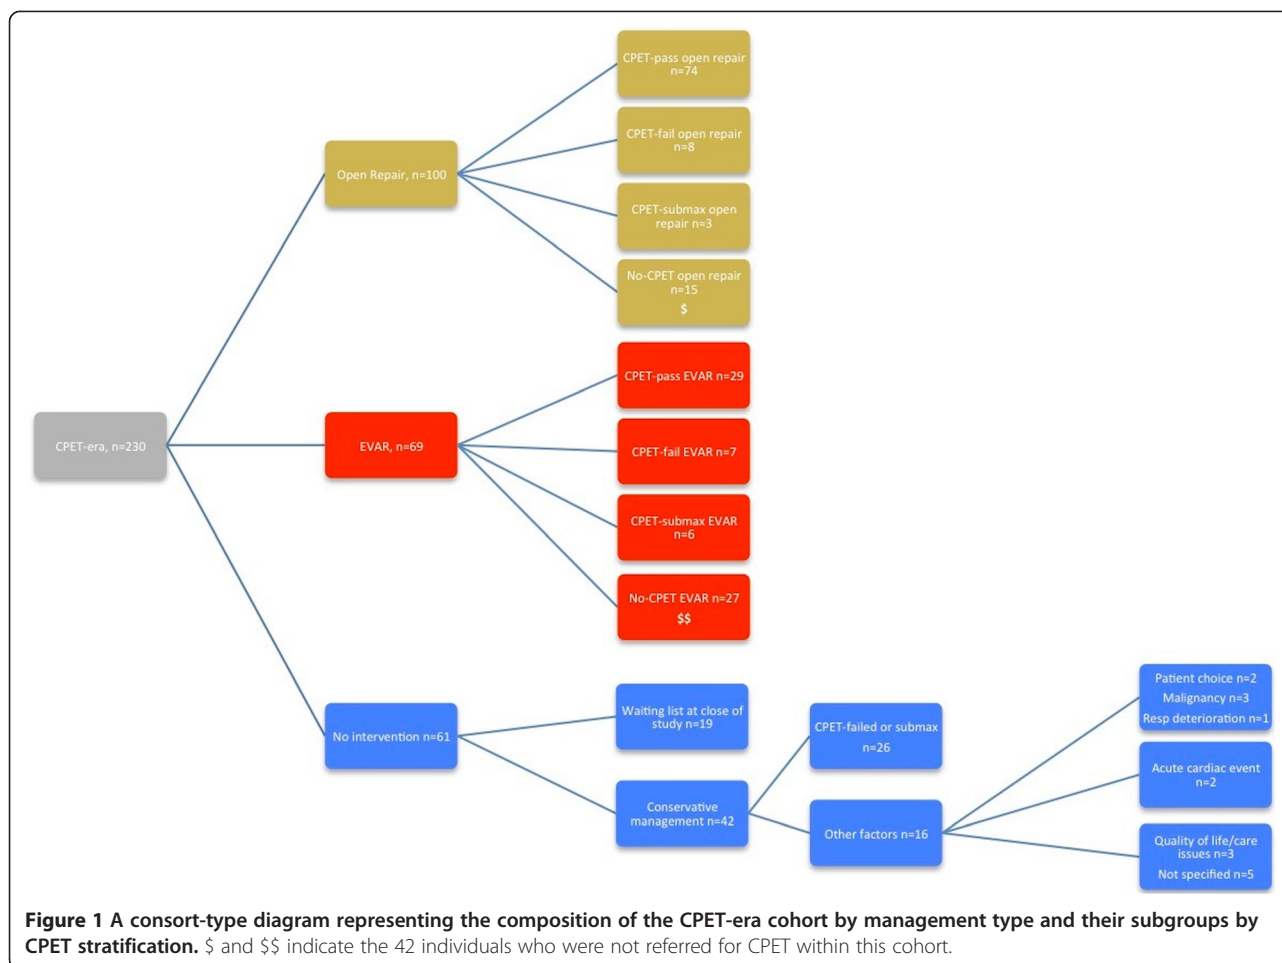 CPET-pass open repair
n=74
CPET-fail open repair
n=8
Open Repair, n=100
CPET-submax open
repair n=3
No-CPET open repair
n=15
$
CPET-pass EVAR n=29
CPET-era, n=230
EVAR, n=69
CPET-fail EVAR n=7
CPET-submax EVAR
n=6
No-CPET EVAR n=27
$$
No intervention n=61
Waiting list at close of
study n=19
Conservative
management n=42
CPET-failed or submax
n=26
Other factors n=16
Patient choice n=2
Malignancy n=3
Resp deterioration n=1
Acute cardiac event
n=2
Quality of life/care
issues n=3
Not specified n=5
Figure 1 A consort-type diagram representing the composition of the CPET-era cohort by management type and their subgroups by
CPET stratification. $ and $$ indicate the 42 individuals who were not referred for CPET within this cohort.